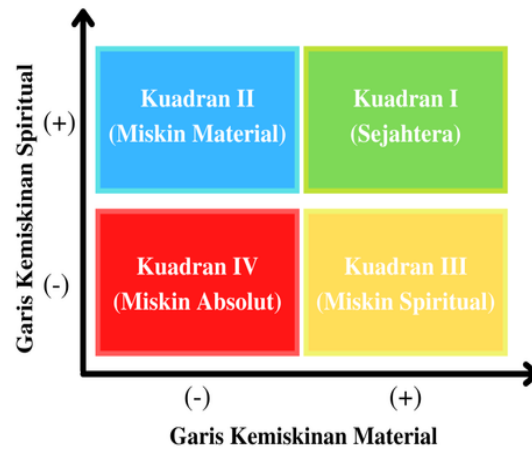 Garis Kemiskinan Spiritual
(+)
Kuadran II
(Miskin Material)
Kuadran I
(Sejahtera)
(-)
Kuadran IV
(Miskin Absolut)
Kuadran III
(Miskin Spiritual)
(-)
(+)
Garis Kemiskinan Material